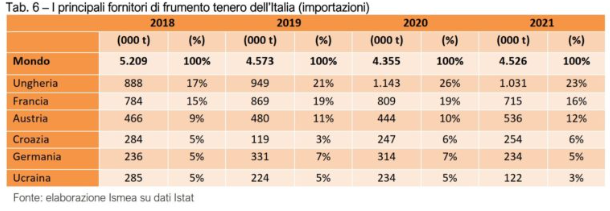 Tab. 6 – I principali fornitori di frumento tenero dell'Italia (importazioni)
2018 2019 2020 2021
(000 t) (%) (000 t) (%) (000 t) (%) (000 t) (%)
Mondo 5.209 100% 4.573 100% 4.355 100% 4.526 100%
Ungheria 888 17% 949 21% 1.143 26% 1.031 23%
Francia 784 15% 869 19% 809 19% 715 16%
Austria 466 9% 480 11% 444 10% 536 12%
Croazia 284 5% 119 3% 247 6% 254 6%
Germania 236 5% 331 7% 314 7% 234 5%
Ucraina 285 5% 224 5% 234 5% 122 3%
Fonte: elaborazione Ismea su dati Istat